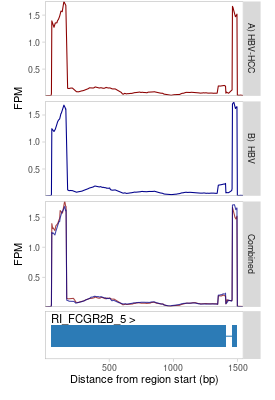 1.5
1.0
0.5
FPM
A) HBV-HCC
1.5
1.0
0.5
B) HBV
1.5
1.0
0.5
FPM
Combined
RI_FCGR2B_5 >
500 1000 1500
Distance from region start (bp)